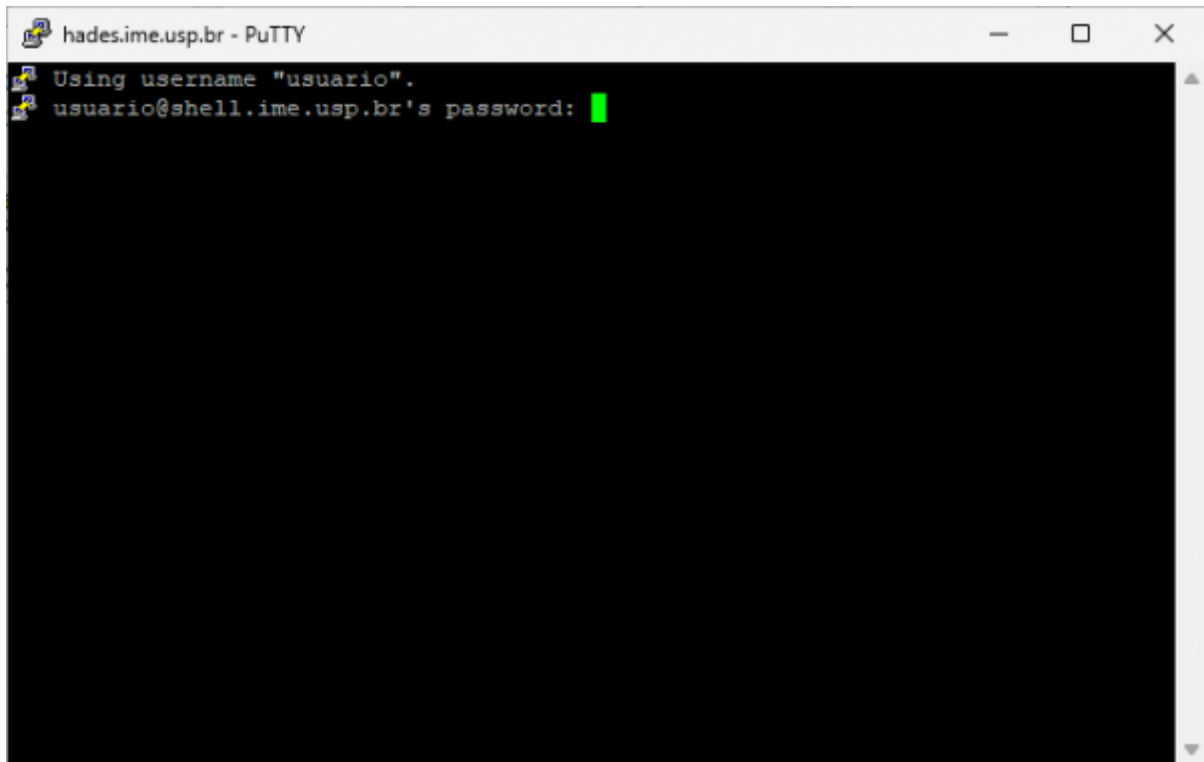 hades.ime.usp.br - PuTTY
Using username "usuario".
usuario@shell.ime.usp.br's password: